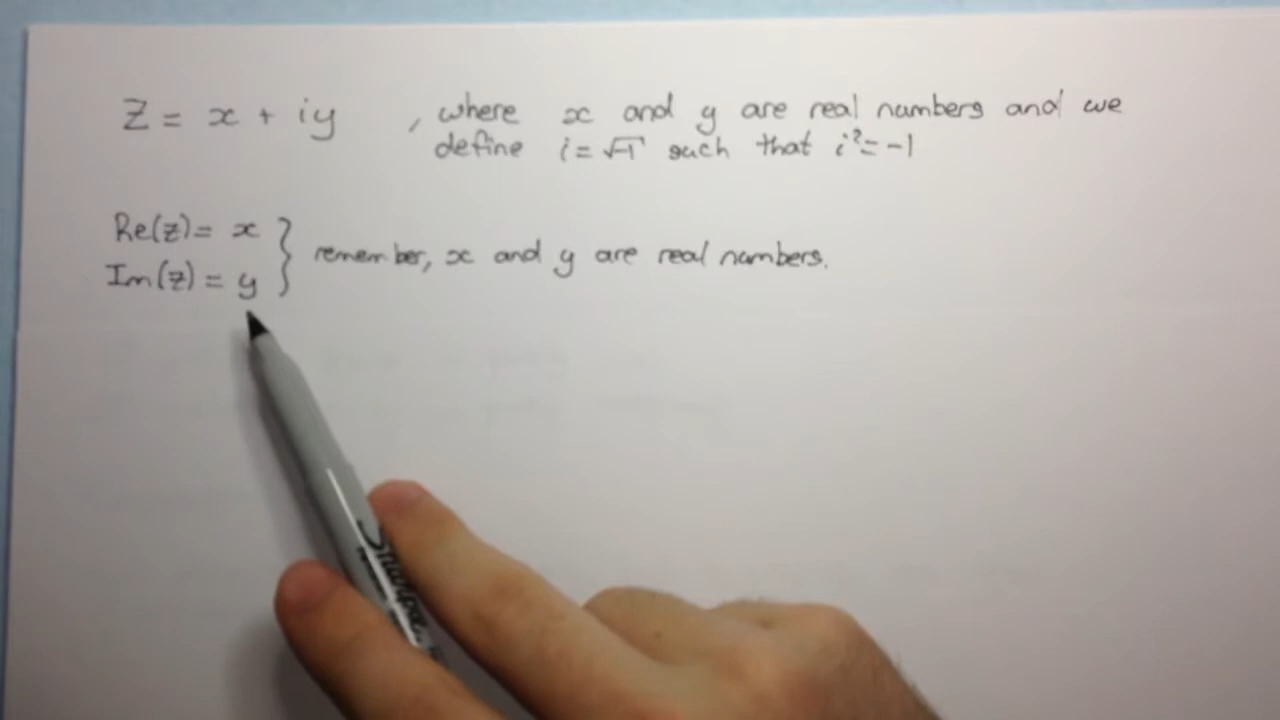 z = x + iy , where x and y are real numbers and we
define i = √-1 such that i² = -1
Re(z) = x
Im(z) = y
} remember, x and y are real numbers.
Sharpie